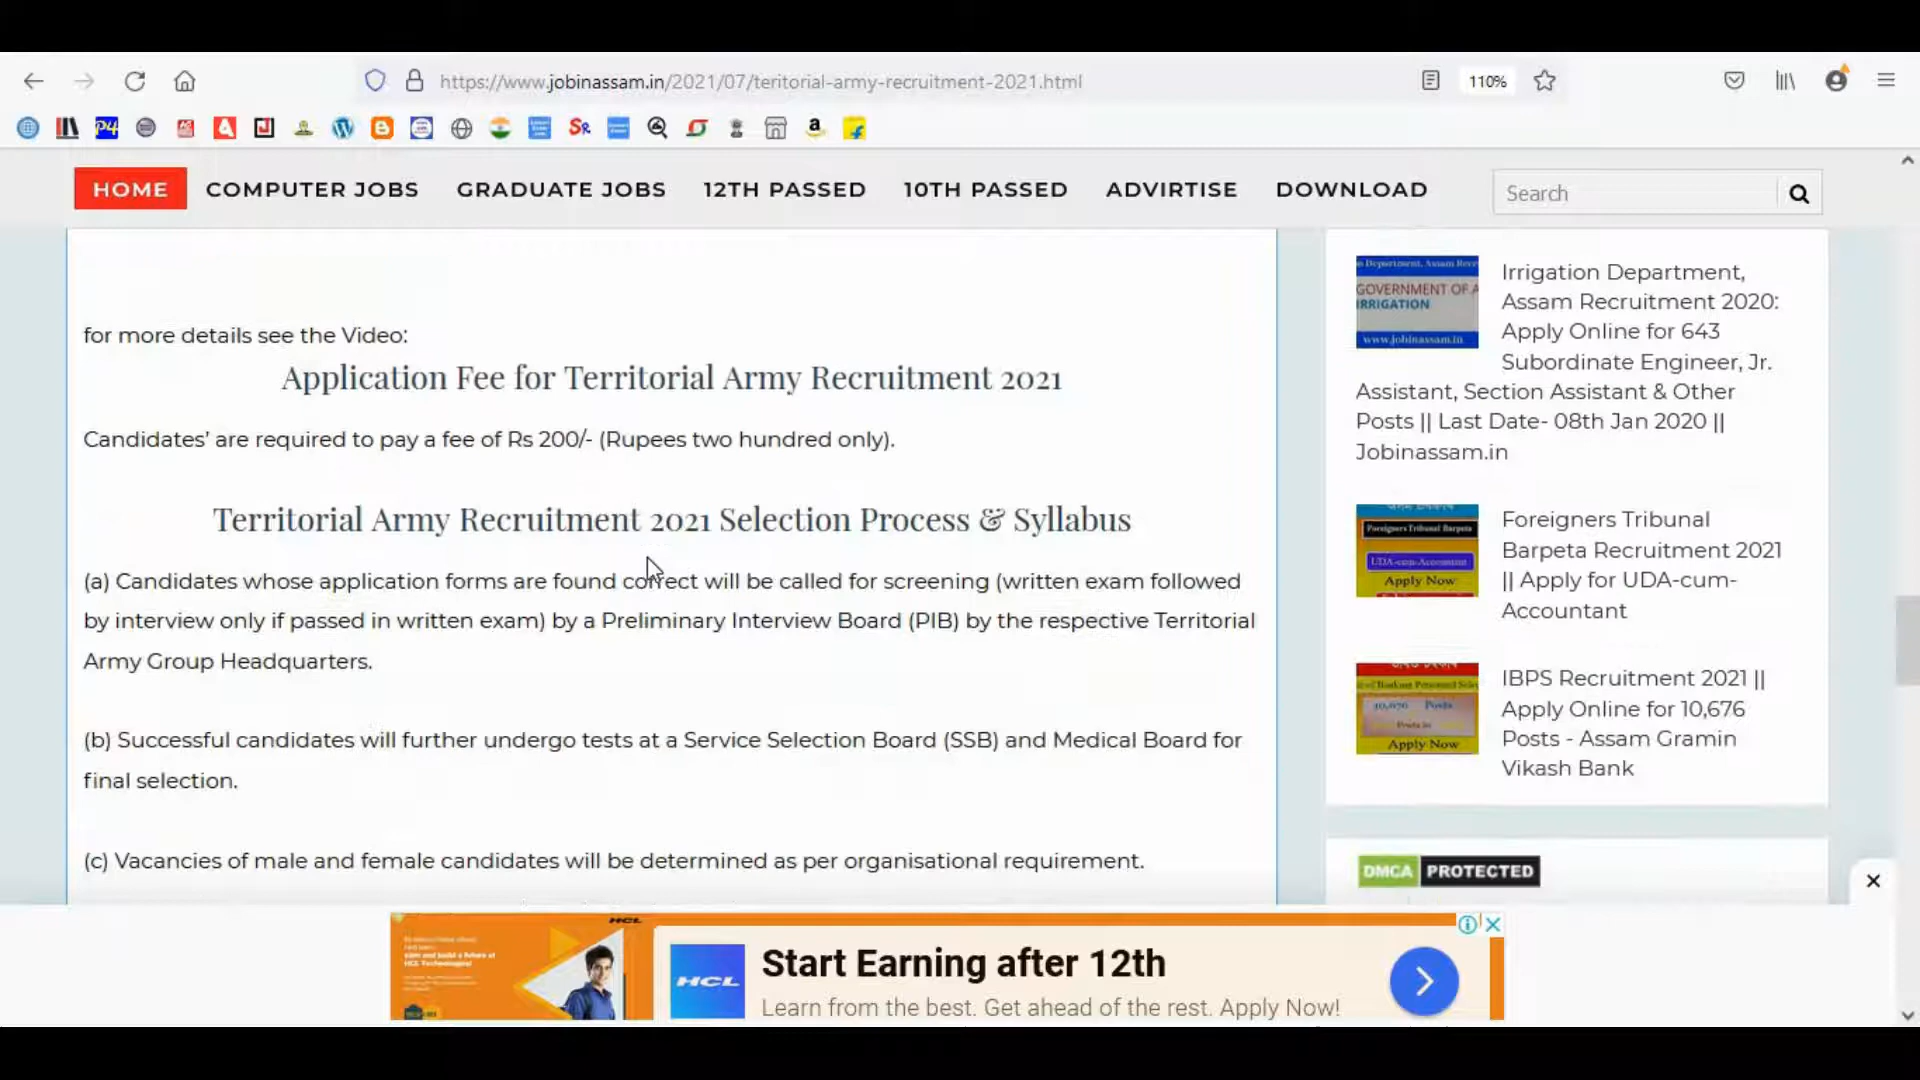 https://www.jobinassam.in/2021/07/teritorial-army-recruitment-2021.html
110%
HOME
COMPUTER JOBS
GRADUATE JOBS
12TH PASSED
10TH PASSED
ADVIRTISE
DOWNLOAD
Search
for more details see the Video:
Application Fee for Territorial Army Recruitment 2021
Candidates’ are required to pay a fee of Rs 200/- (Rupees two hundred only).
Territorial Army Recruitment 2021 Selection Process & Syllabus
(a) Candidates whose application forms are found correct will be called for screening (written exam followed
by interview only if passed in written exam) by a Preliminary Interview Board (PIB) by the respective Territorial
Army Group Headquarters.
(b) Successful candidates will further undergo tests at a Service Selection Board (SSB) and Medical Board for
final selection.
(c) Vacancies of male and female candidates will be determined as per organisational requirement.
GOVERNMENT OF A
IRRIGATION
www.jobinassam.in
Irrigation Department,
Assam Recruitment 2020:
Apply Online for 643
Subordinate Engineer, Jr.
Assistant, Section Assistant & Other
Posts || Last Date- 08th Jan 2020 ||
Jobinassam.in
Foreigners Tribunal Barpeta
UDA-cum-Accountant
Apply Now
Foreigners Tribunal
Barpeta Recruitment 2021
|| Apply for UDA-cum-
Accountant
10,676 Posts
Apply Now
IBPS Recruitment 2021 ||
Apply Online for 10,676
Posts - Assam Gramin
Vikash Bank
DMCA PROTECTED
HCL
HCL
Start Earning after 12th
Learn from the best. Get ahead of the rest. Apply Now!